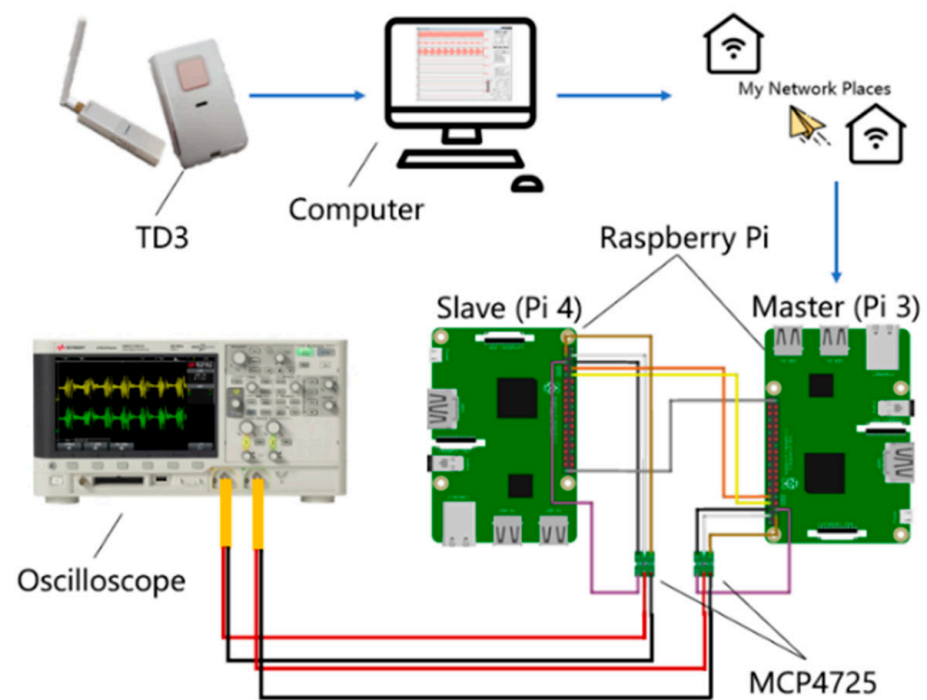 My Network Places
TD3
Computer
Raspberry Pi
Slave (Pi 4)
Master (Pi 3)
Oscilloscope
MCP4725